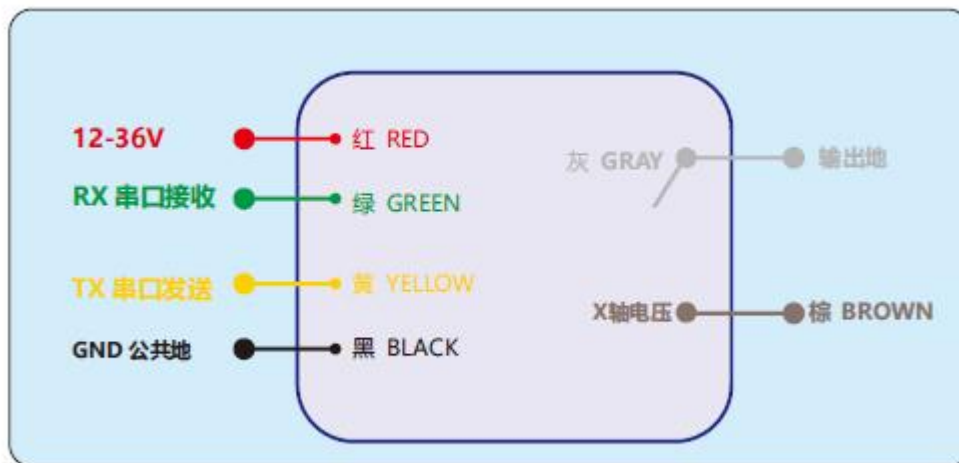 12-36V 红 RED
RX 串口接收 绿 GREEN
TX 串口发送 黄 YELLOW
GND 公共地 黑 BLACK
灰 GRAY 输出地
X轴电压 棕 BROWN